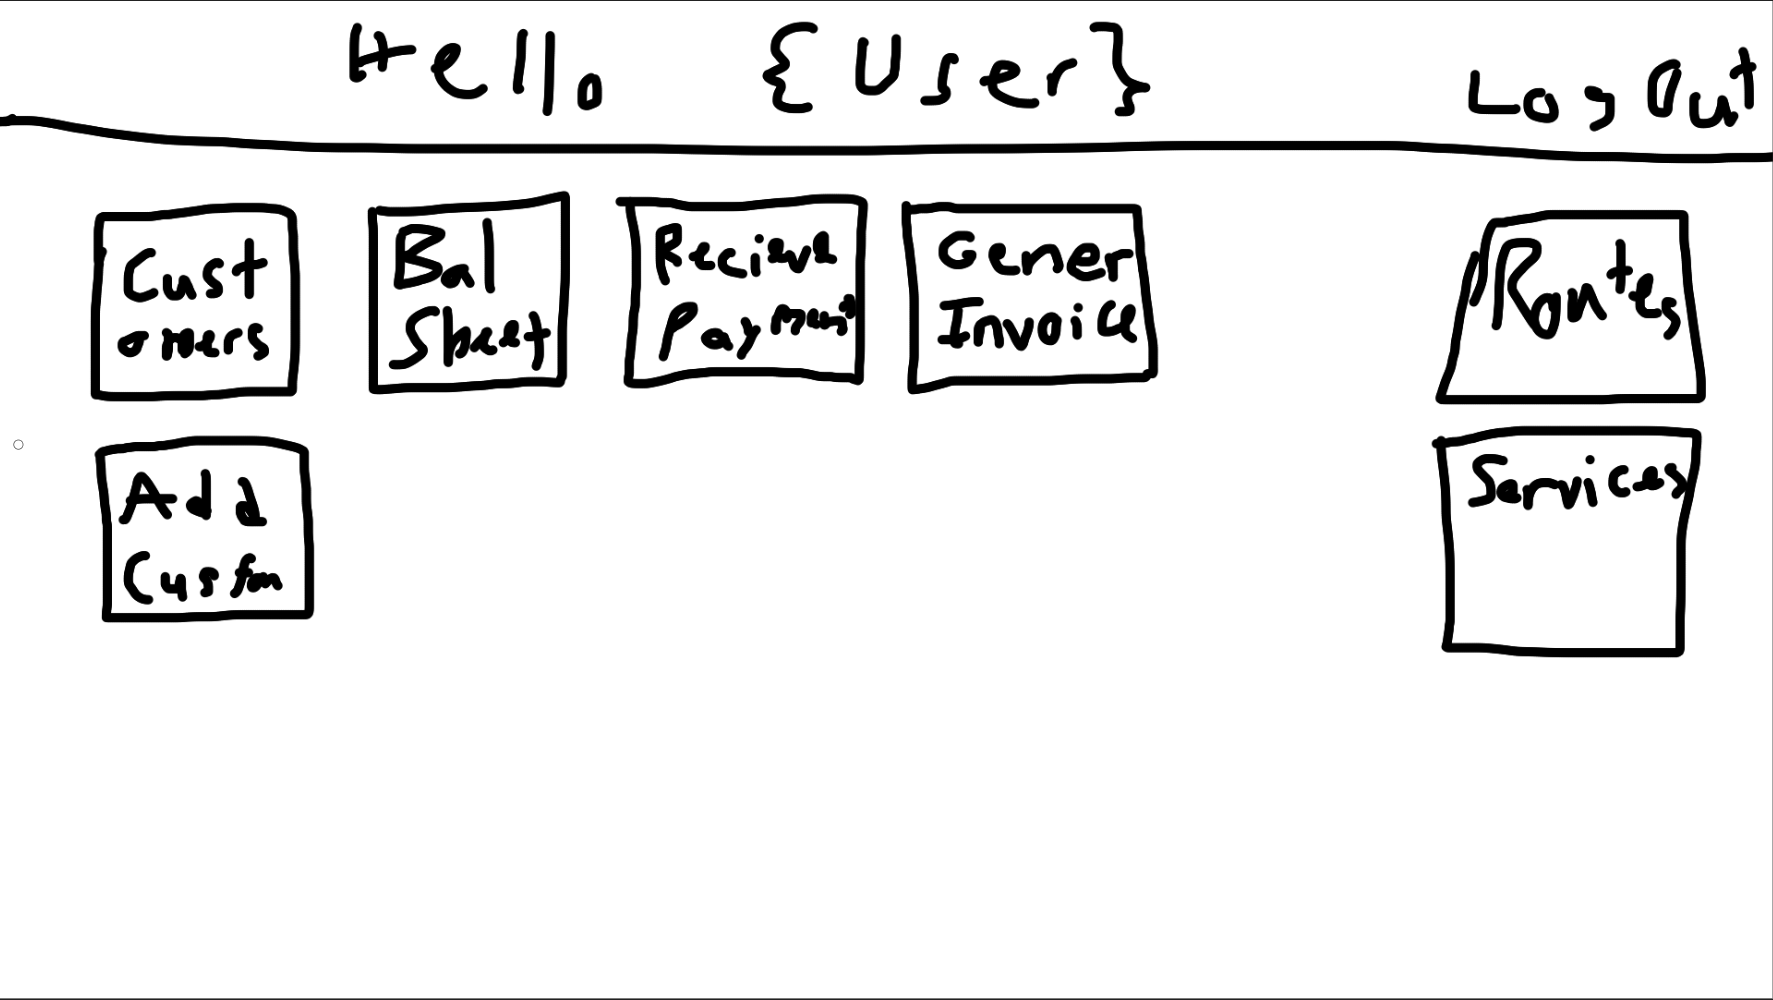 Hello {User}
Log Out
Cust
omers
Bal
Sheet
Recieve
Payment
Gener
Invoice
Routes
Add
Custom
Services